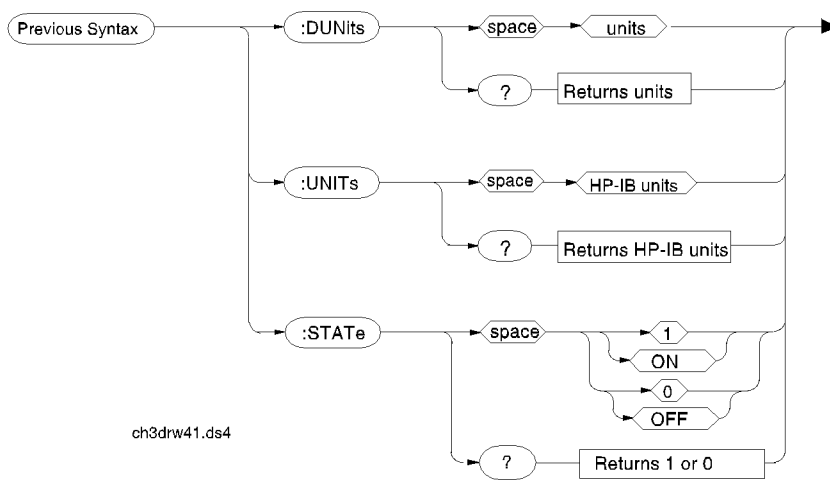 Previous Syntax :DUNits space units
? Returns units
:UNITs space HP-IB units
? Returns HP-IB units
:STATe space 1
ON
0
OFF
ch3drw41.ds4
? Returns 1 or 0